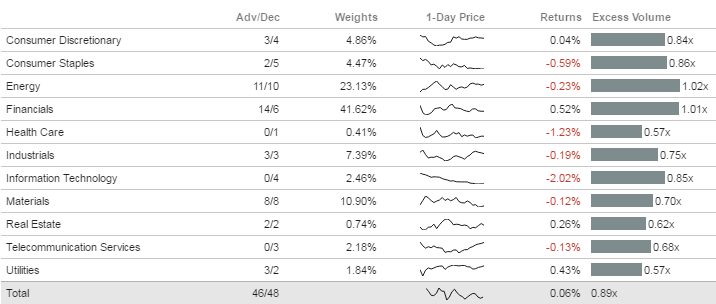 Adv/Dec Weights 1-Day Price Returns Excess Volume
Consumer Discretionary 3/4 4.86% 0.04% 0.84x
Consumer Staples 2/5 4.47% -0.59% 0.86x
Energy 11/10 23.13% -0.23% 1.02x
Financials 14/6 41.62% 0.52% 1.01x
Health Care 0/1 0.41% -1.23% 0.57x
Industrials 3/3 7.39% -0.19% 0.75x
Information Technology 0/4 2.46% -2.02% 0.85x
Materials 8/8 10.90% -0.12% 0.70x
Real Estate 2/2 0.74% 0.26% 0.62x
Telecommunication Services 0/3 2.18% -0.13% 0.68x
Utilities 3/2 1.84% 0.43% 0.57x
Total 46/48 0.06% 0.89x